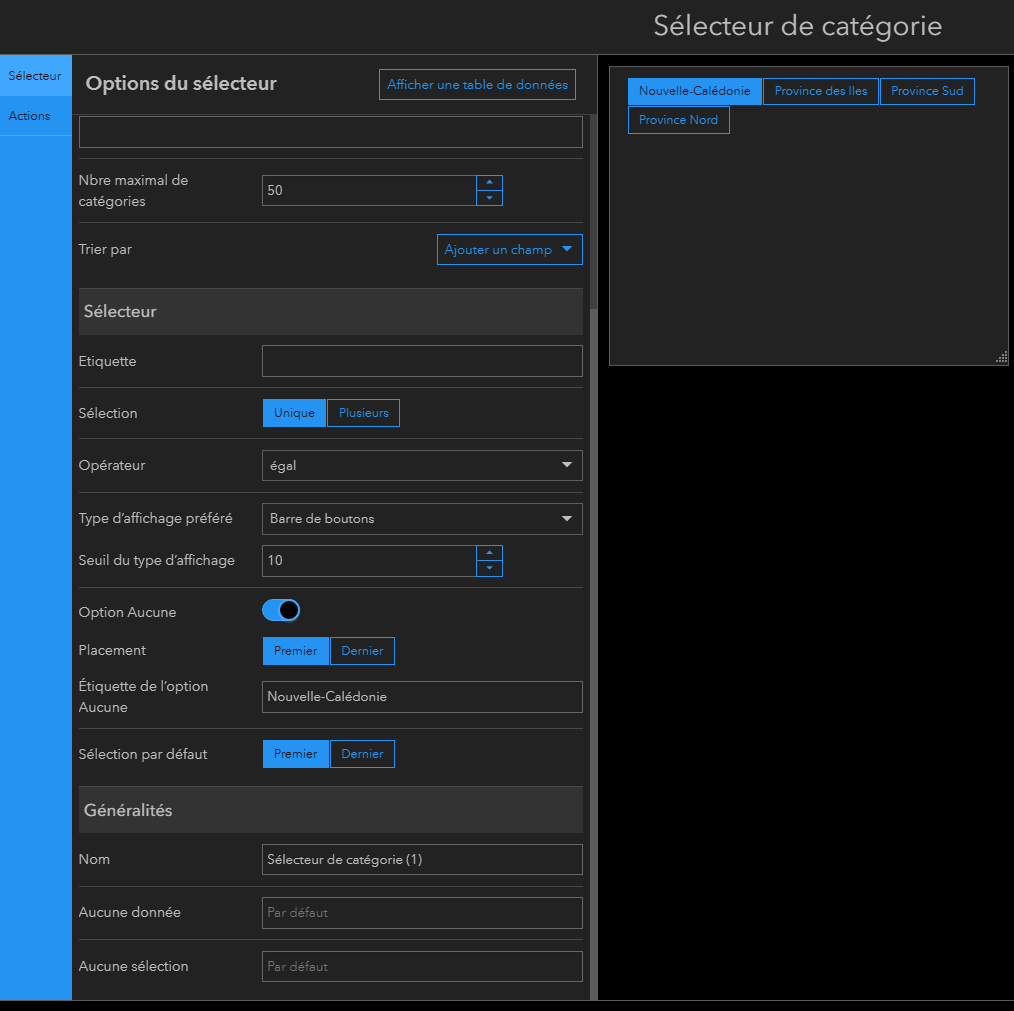 Sélecteur de catégorie
Sélecteur
Actions
Options du sélecteur
Afficher une table de données
Nbre maximal de
catégories
50
Trier par
Ajouter un champ
Sélecteur
Etiquette
Sélection
Unique
Plusieurs
Opérateur
égal
Type d’affichage préféré
Barre de boutons
Seuil du type d’affichage
10
Option Aucune
Placement
Premier
Dernier
Étiquette de l’option
Aucune
Nouvelle-Calédonie
Sélection par défaut
Premier
Dernier
Généralités
Nom
Sélecteur de catégorie (1)
Aucune donnée
Par défaut
Aucune sélection
Par défaut
Nouvelle-Calédonie
Province des Iles
Province Sud
Province Nord